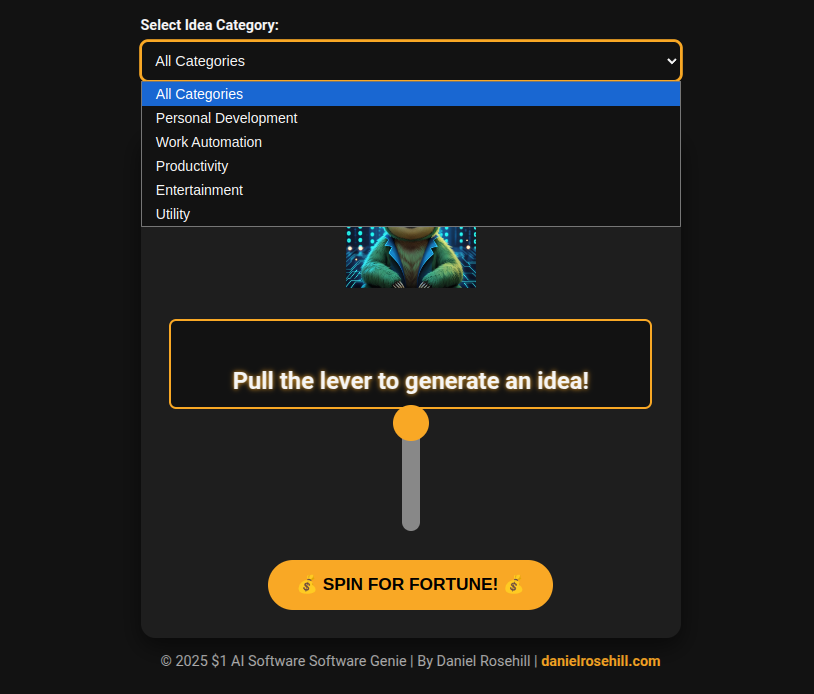 Select Idea Category:
All Categories
All Categories
Personal Development
Work Automation
Productivity
Entertainment
Utility
Pull the lever to generate an idea!
💰 SPIN FOR FORTUNE! 💰
© 2025 $1 AI Software Software Genie | By Daniel Rosehill | danielrosehill.com